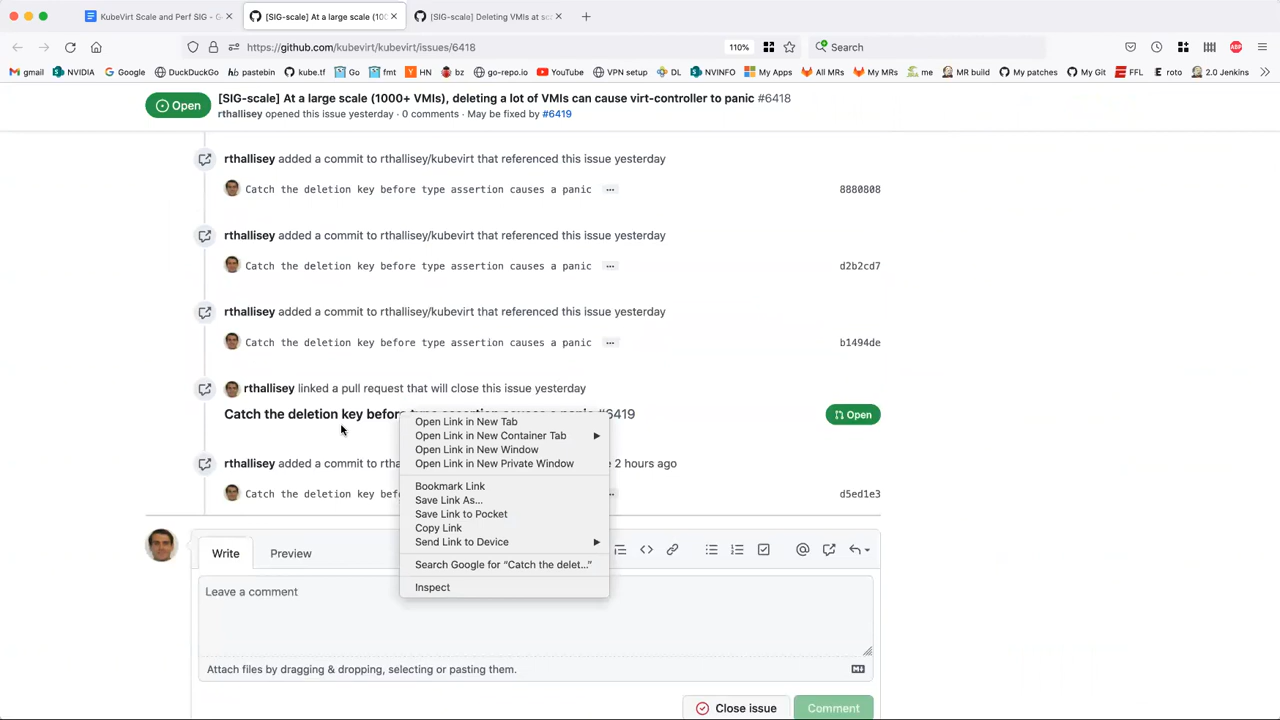 KubeVirt Scale and Perf SIG - G
[SIG-scale] At a large scale (100
[SIG-scale] Deleting VMIs at sc
https://github.com/kubevirt/kubevirt/issues/6418
110%
Search
gmail
NVIDIA
Google
DuckDuckGo
pastebin
kube.tf
Go
fmt
HN
bz
go-repo.io
YouTube
VPN setup
DL
NVINFO
My Apps
All MRs
My MRs
me
MR build
My patches
My Git
FFL
roto
2.0 Jenkins
Open
[SIG-scale] At a large scale (1000+ VMIs), deleting a lot of VMIs can cause virt-controller to panic #6418
rthallisey opened this issue yesterday · 0 comments · May be fixed by #6419
rthallisey added a commit to rthallisey/kubevirt that referenced this issue yesterday
Catch the deletion key before type assertion causes a panic ... 8880808
rthallisey added a commit to rthallisey/kubevirt that referenced this issue yesterday
Catch the deletion key before type assertion causes a panic ... d2b2cd7
rthallisey added a commit to rthallisey/kubevirt that referenced this issue yesterday
Catch the deletion key before type assertion causes a panic ... b1494de
rthallisey linked a pull request that will close this issue yesterday
Catch the deletion key before type assertion causes a panic #6419
Open
rthallisey added a commit to rtha 2 hours ago
Catch the deletion key bef ... d5ed1e3
Open Link in New Tab
Open Link in New Container Tab
Open Link in New Window
Open Link in New Private Window
Bookmark Link
Save Link As...
Save Link to Pocket
Copy Link
Send Link to Device
Search Google for “Catch the delet...”
Inspect
Write
Preview
Leave a comment
Attach files by dragging & dropping, selecting or pasting them.
Close issue
Comment